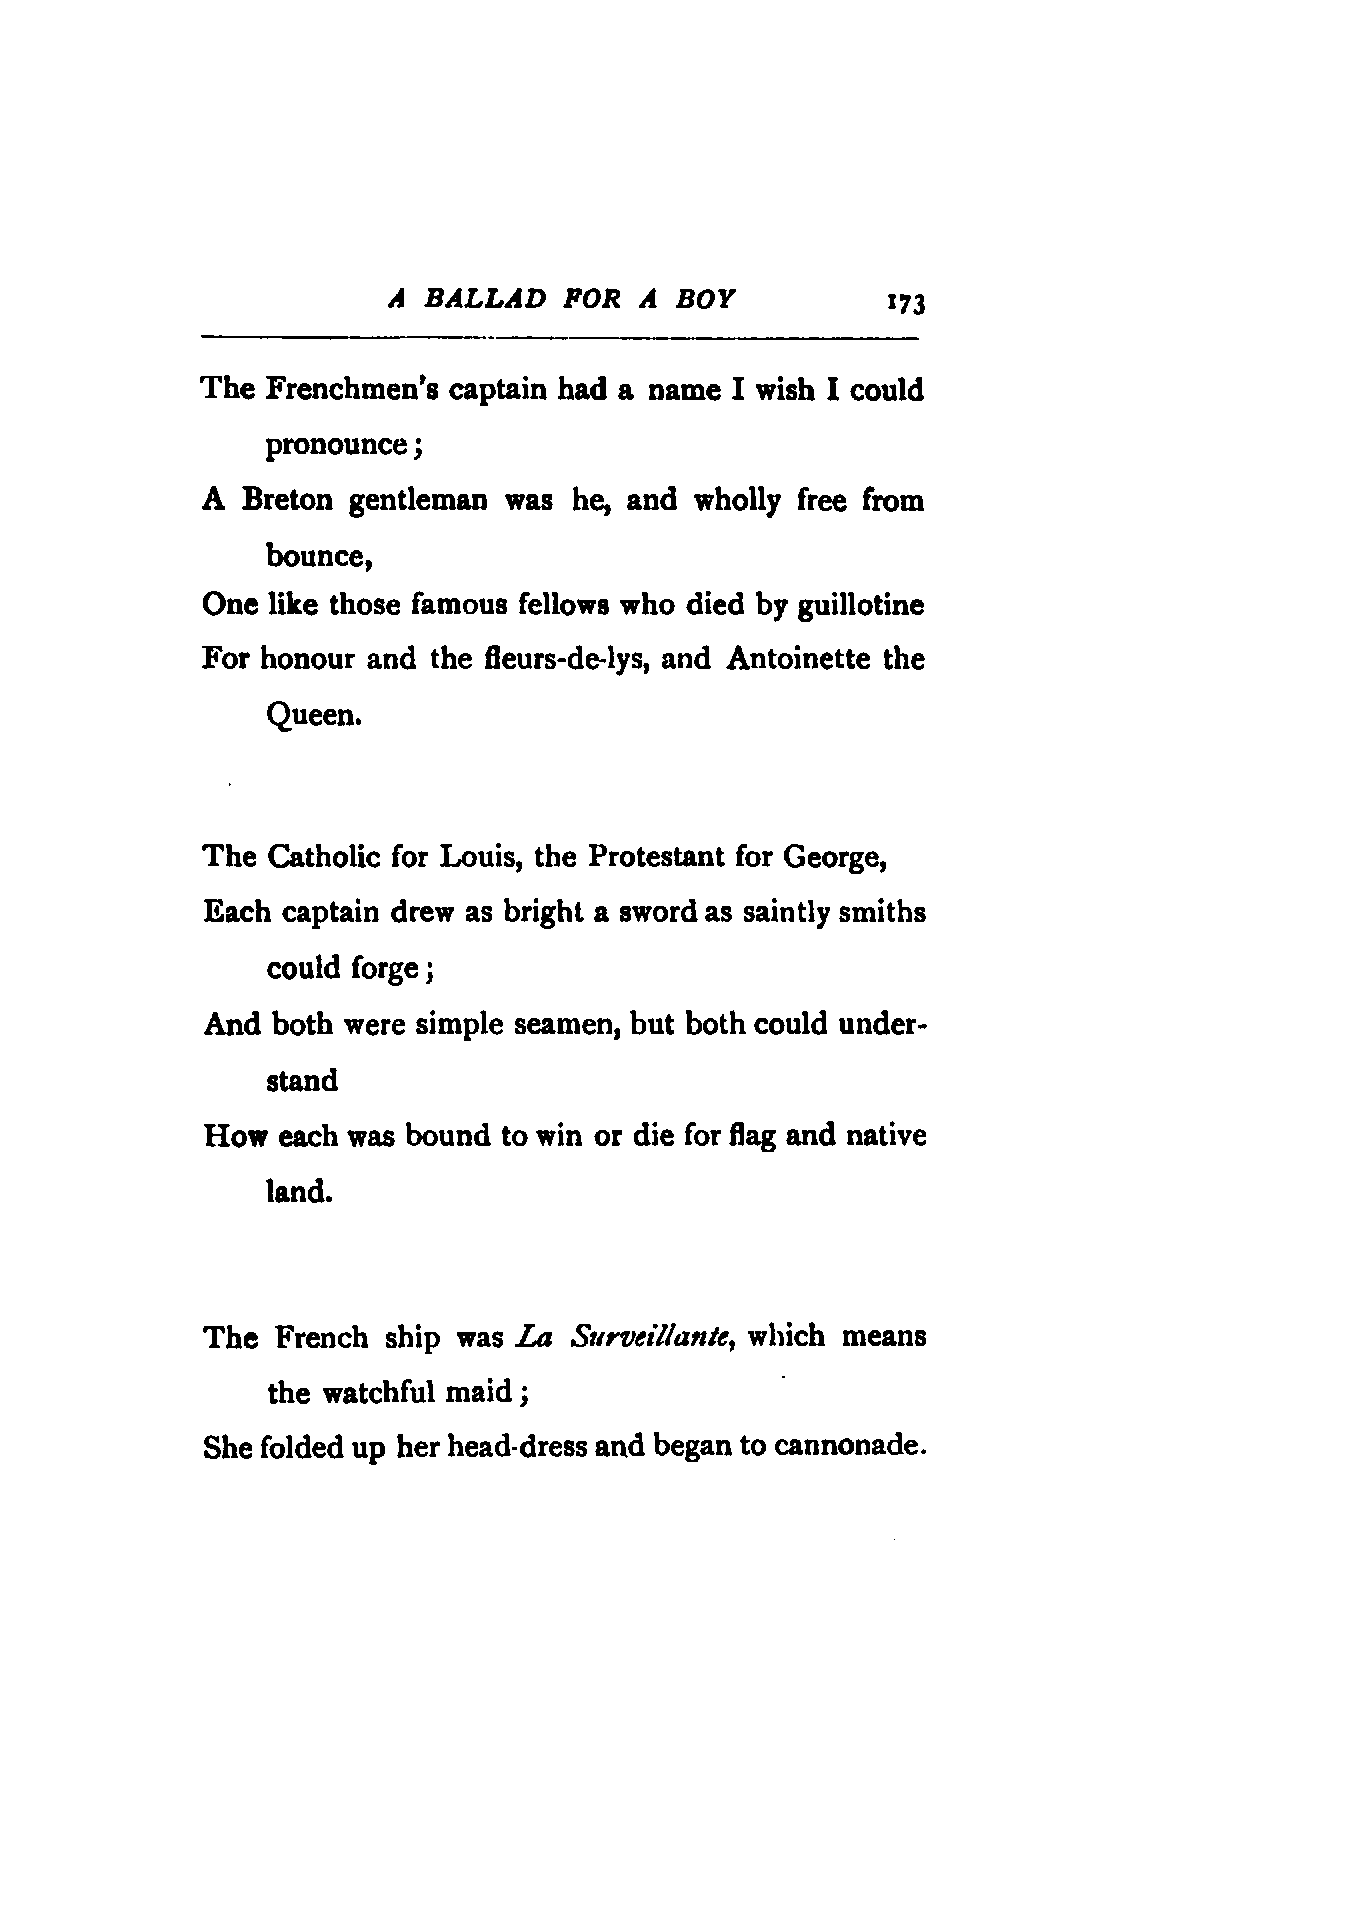 A BALLAD FOR A BOY 173
The Frenchmen's captain had a name I wish I could
pronounce;
A Breton gentleman was he, and wholly free from
bounce,
One like those famous fellows who died by guillotine
For honour and the fleurs-de-lys, and Antoinette the
Queen.
The Catholic for Louis, the Protestant for George,
Each captain drew as bright a sword as saintly smiths
could forge;
And both were simple seamen, but both could under-
stand
How each was bound to win or die for flag and native
land.
The French ship was La Surveillante, which means
the watchful maid;
She folded up her head-dress and began to cannonade.